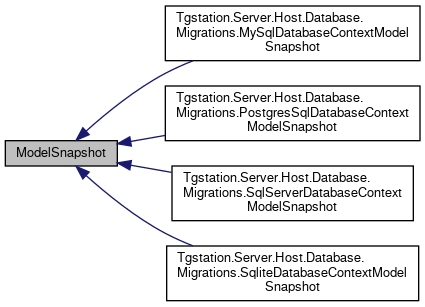 Tgstation.Server.Host.Database.
Migrations.MySqlDatabaseContextModel
Snapshot
Tgstation.Server.Host.Database.
Migrations.PostgresSqlDatabaseContext
ModelSnapshot
ModelSnapshot
Tgstation.Server.Host.Database.
Migrations.SqlServerDatabaseContext
ModelSnapshot
Tgstation.Server.Host.Database.
Migrations.SqliteDatabaseContextModel
Snapshot